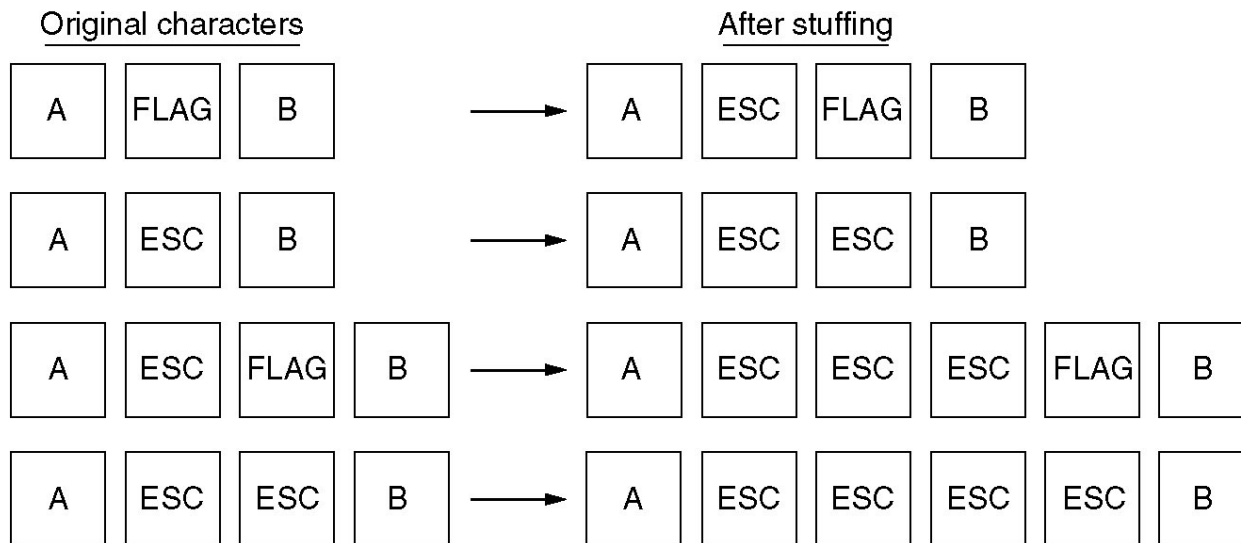 Original characters After stuffing
A FLAG B A ESC FLAG B
A ESC B A ESC ESC B
A ESC FLAG B A ESC ESC ESC FLAG B
A ESC ESC B A ESC ESC ESC ESC B